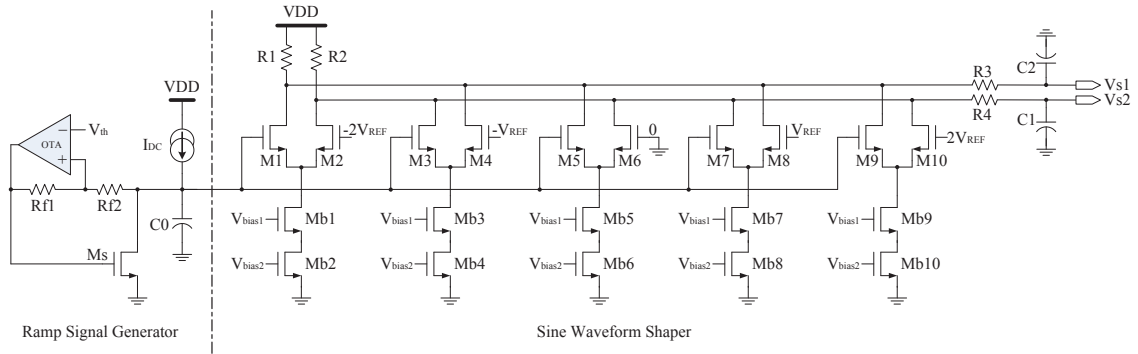 VDD
R1 R2
R3 C2 Vs1
Vs2
R4 C1
VDD
Vth
OTA
IDC
-2VREF -VREF 0 VREF 2VREF
M1 M2 M3 M4 M5 M6 M7 M8 M9 M10
Rf1 Rf2
C0
Vbias1 Mb1 Vbias1 Mb3 Vbias1 Mb5 Vbias1 Mb7 Vbias1 Mb9
Ms
Vbias2 Mb2 Vbias2 Mb4 Vbias2 Mb6 Vbias2 Mb8 Vbias2 Mb10
Ramp Signal Generator Sine Waveform Shaper